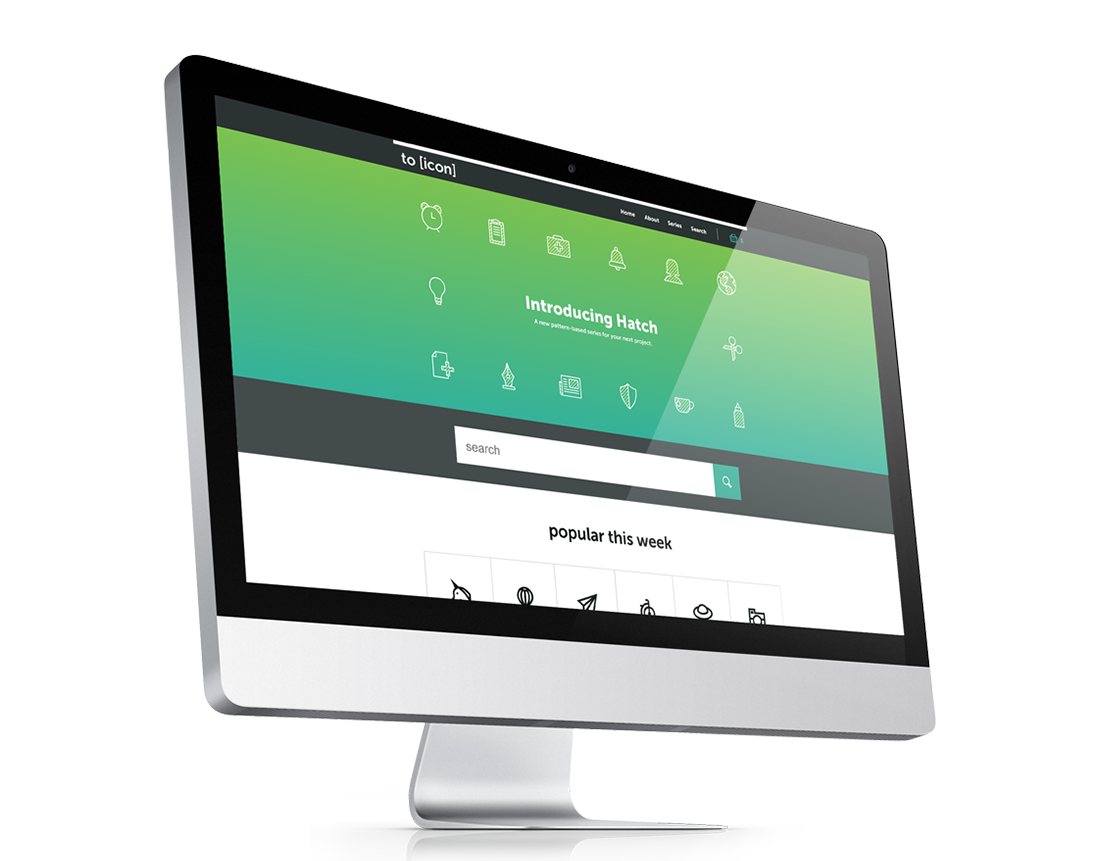 to [icon]
Home About Series Search
Introducing Hatch
A new pattern-based series for your next project.
search
popular this week